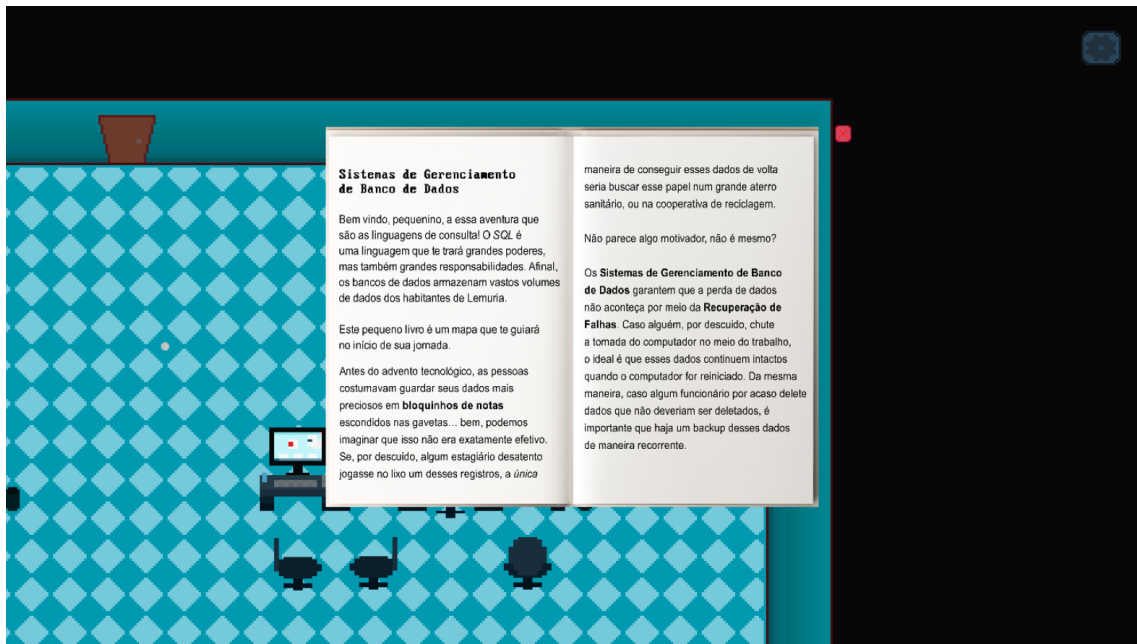 Sistemas de Gerenciamento
de Banco de Dados
Bem vindo, pequenino, a essa aventura que
são as linguagens de consulta! O SQL é
uma linguagem que te trará grandes poderes,
mas também grandes responsabilidades. Afinal,
os bancos de dados armazenam vastos volumes
de dados dos habitantes de Lemuria.
Este pequeno livro é um mapa que te guiará
no início de sua jornada.
Antes do advento tecnológico, as pessoas
costumavam guardar seus dados mais
preciosos em bloquinhos de notas
escondidos nas gavetas... bem, podemos
imaginar que isso não era exatamente efetivo.
Se, por descuido, algum estagiário desatento
jogasse no lixo um desses registros, a única
maneira de conseguir esses dados de volta
seria buscar esse papel num grande aterro
sanitário, ou na cooperativa de reciclagem.
Não parece algo motivador, não é mesmo?
Os Sistemas de Gerenciamento de Banco
de Dados garantem que a perda de dados
não aconteça por meio da Recuperação de
Falhas. Caso alguém, por descuido, chute
a tomada do computador no meio do trabalho,
o ideal é que esses dados continuem intactos
quando o computador for reiniciado. Da mesma
maneira, caso algum funcionário por acaso delete
dados que não deveriam ser deletados, é
importante que haja um backup desses dados
de maneira recorrente.